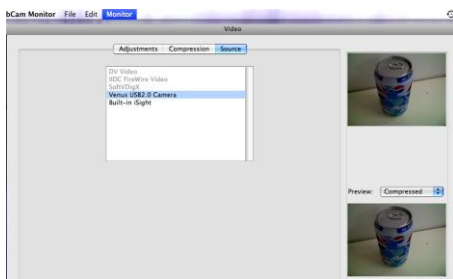 bCam Monitor File Edit Monitor
Video
Adjustments Compression Source
DV Video
IIDC FireWire Video
SoftVDigX
Venus USB2.0 Camera
Built-in iSight
Preview: Compressed